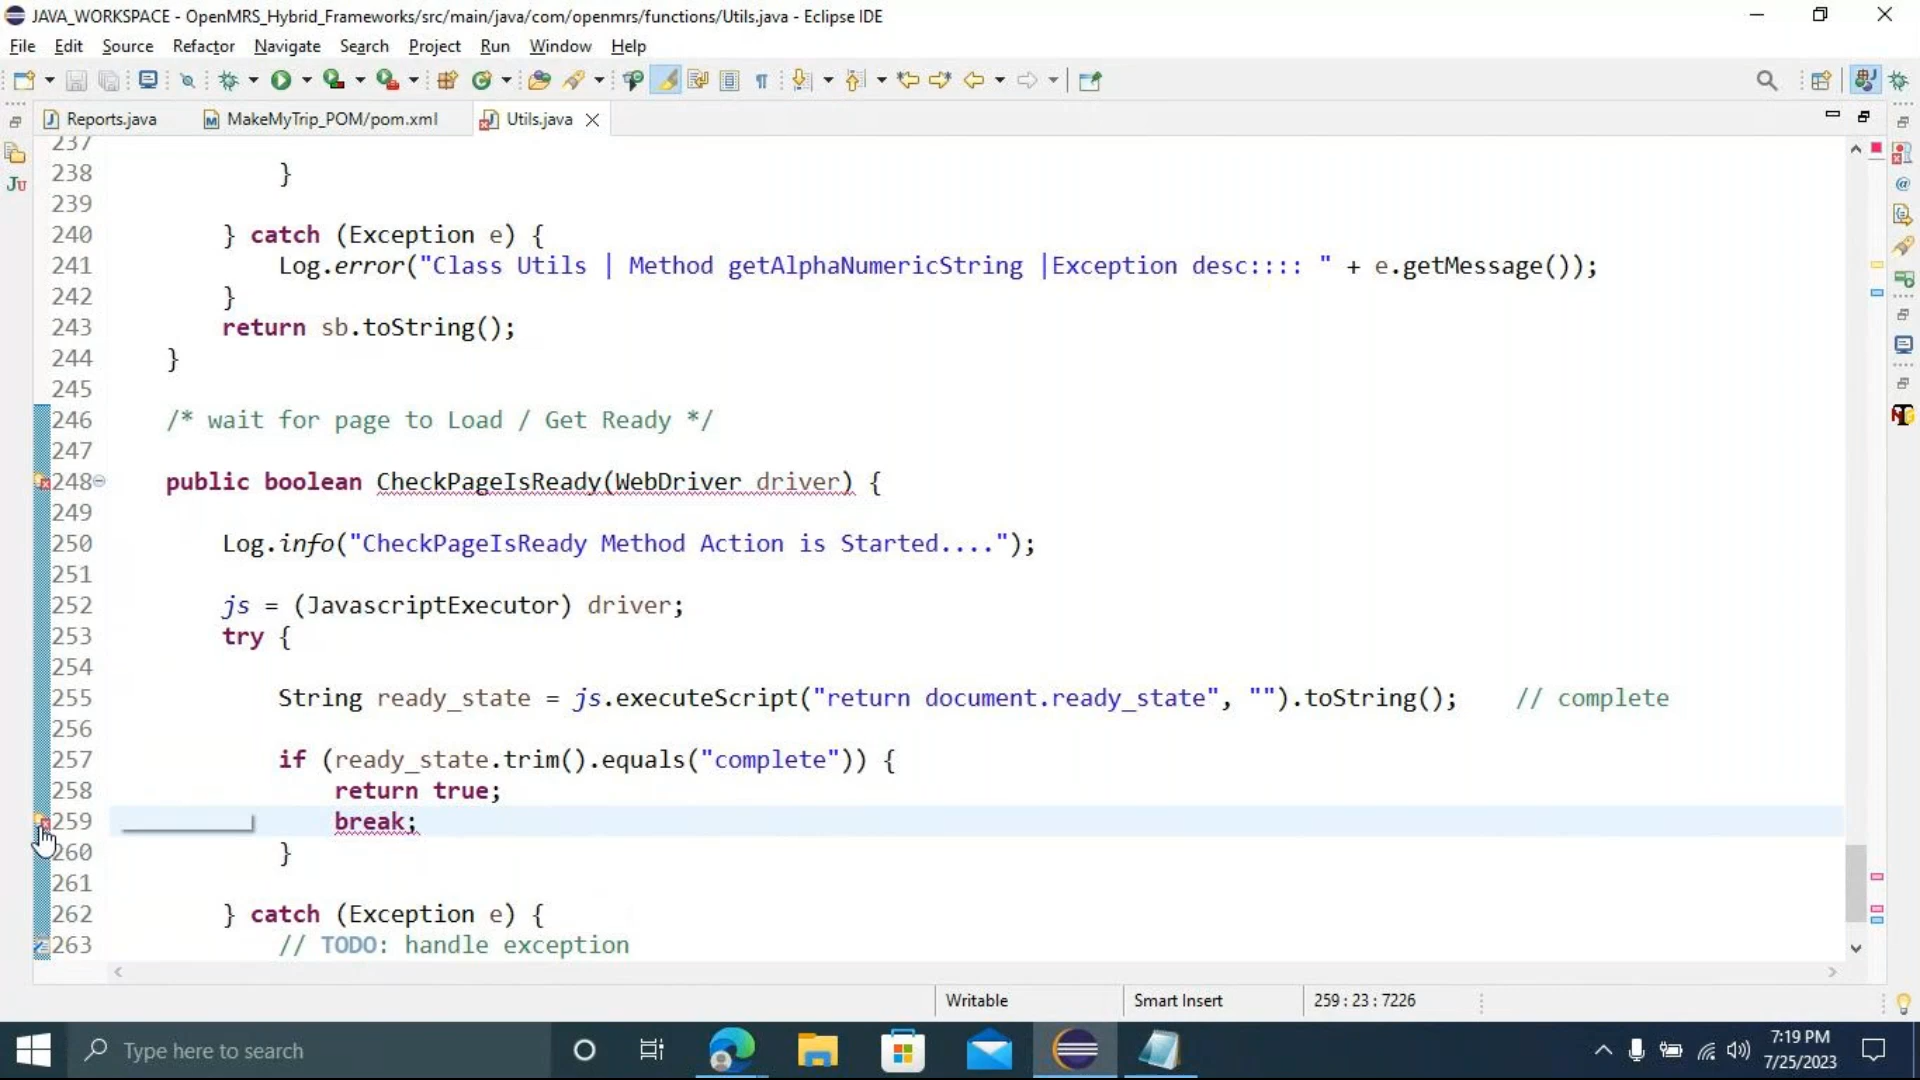 JAVA_WORKSPACE - OpenMRS_Hybrid_Frameworks/src/main/java/com/openmrs/functions/Utils.java - Eclipse IDE
File Edit Source Refactor Navigate Search Project Run Window Help
Reports.java MakeMyTrip_POM/pom.xml Utils.java
237
238 }
239
240 } catch (Exception e) {
241 Log.error("Class Utils | Method getAlphaNumericString |Exception desc:::: " + e.getMessage());
242 }
243 return sb.toString();
244 }
245
246 /* wait for page to Load / Get Ready */
247
248 public boolean CheckPageIsReady(WebDriver driver) {
249
250 Log.info("CheckPageIsReady Method Action is Started....");
251
252 js = (JavascriptExecutor) driver;
253 try {
254
255 String ready_state = js.executeScript("return document.ready_state", "").toString(); // complete
256
257 if (ready_state.trim().equals("complete")) {
258 return true;
259 break;
260 }
261
262 } catch (Exception e) {
263 // TODO: handle exception
Writable Smart Insert 259 : 23 : 7226
Type here to search
7:19 PM
7/25/2023